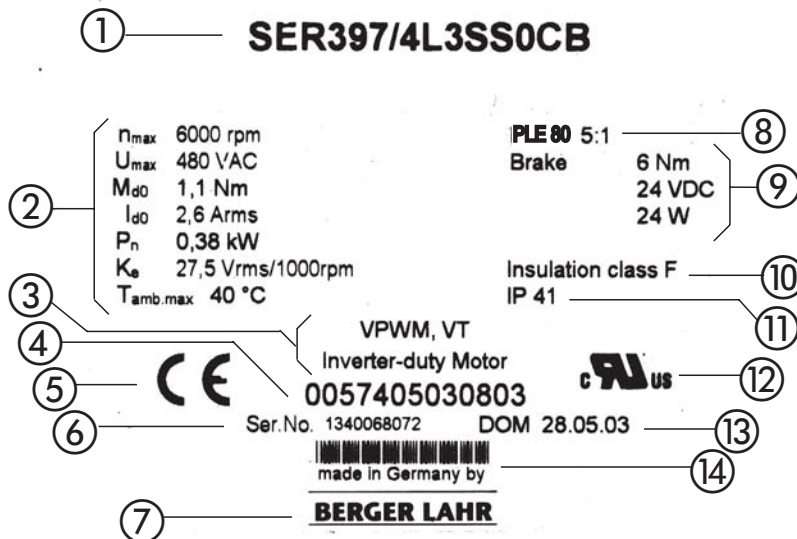 ① SER397/4L3SS0CB
② nmax 6000 rpm
Umax 480 VAC
Md0 1,1 Nm
Id0 2,6 Arms
Pn 0,38 kW
Ke 27,5 Vrms/1000rpm
Tamb.max 40 °C
PLE 80 5:1 ⑧
Brake 6 Nm ⑨
24 VDC
24 W
Insulation class F ⑩
IP 41 ⑪
③ VPWM, VT
Inverter-duty Motor
④ 0057405030803
⑤ CE
c RU US ⑫
⑥ Ser.No. 1340068072 DOM 28.05.03 ⑬
made in Germany by ⑭
⑦ BERGER LAHR